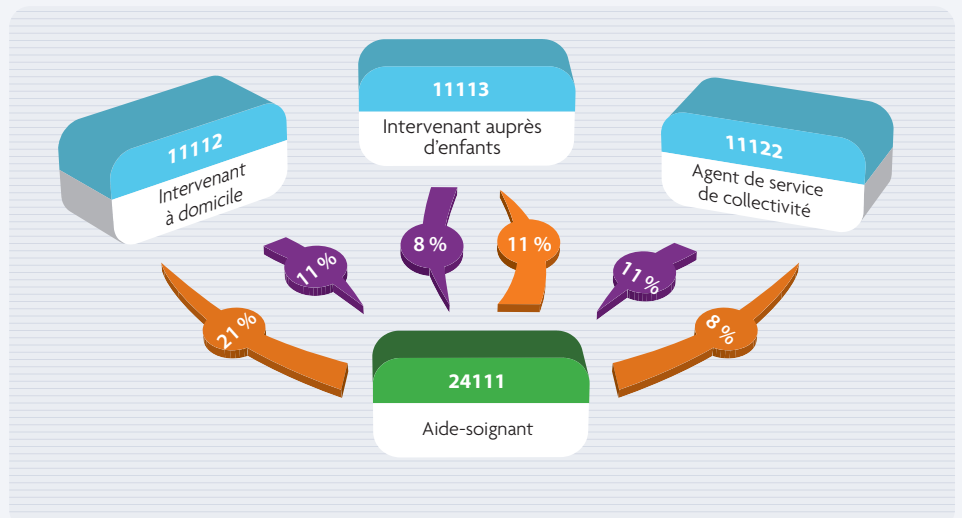 11113
Intervenant auprès
d'enfants
11112
Intervenant
à domicile
11122
Agent de service
de collectivité
11 %
8 %
11 %
11 %
21 %
8 %
24111
Aide-soignant